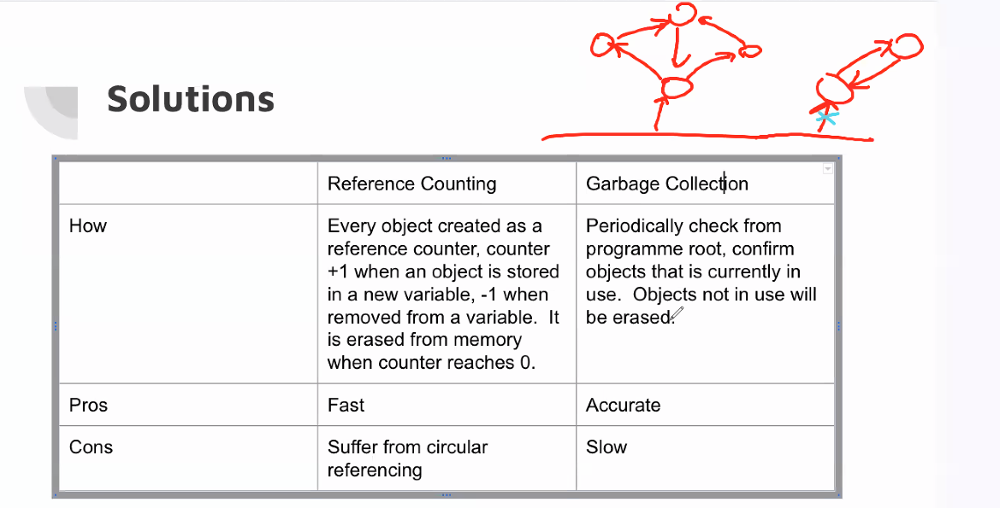 Solutions
Reference Counting
Garbage Collection
How
Every object created as a
reference counter, counter
+1 when an object is stored
in a new variable, -1 when
removed from a variable.  It
is erased from memory
when counter reaches 0.
Periodically check from
programme root, confirm
objects that is currently in
use.  Objects not in use will
be erased.
Pros
Fast
Accurate
Cons
Suffer from circular
referencing
Slow